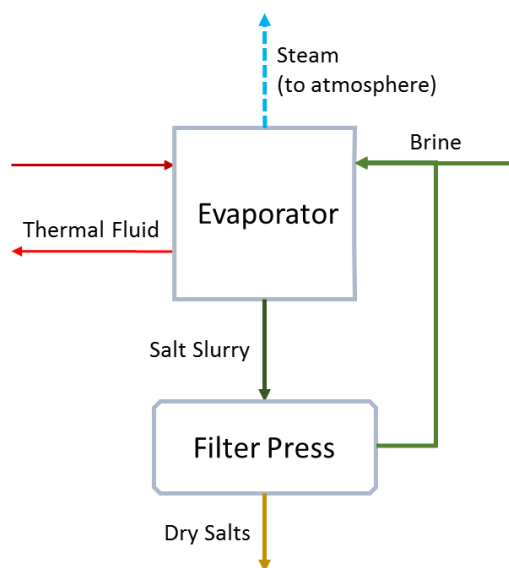 Steam
(to atmosphere)
Brine
Evaporator
Thermal Fluid
Salt Slurry
Filter Press
Dry Salts